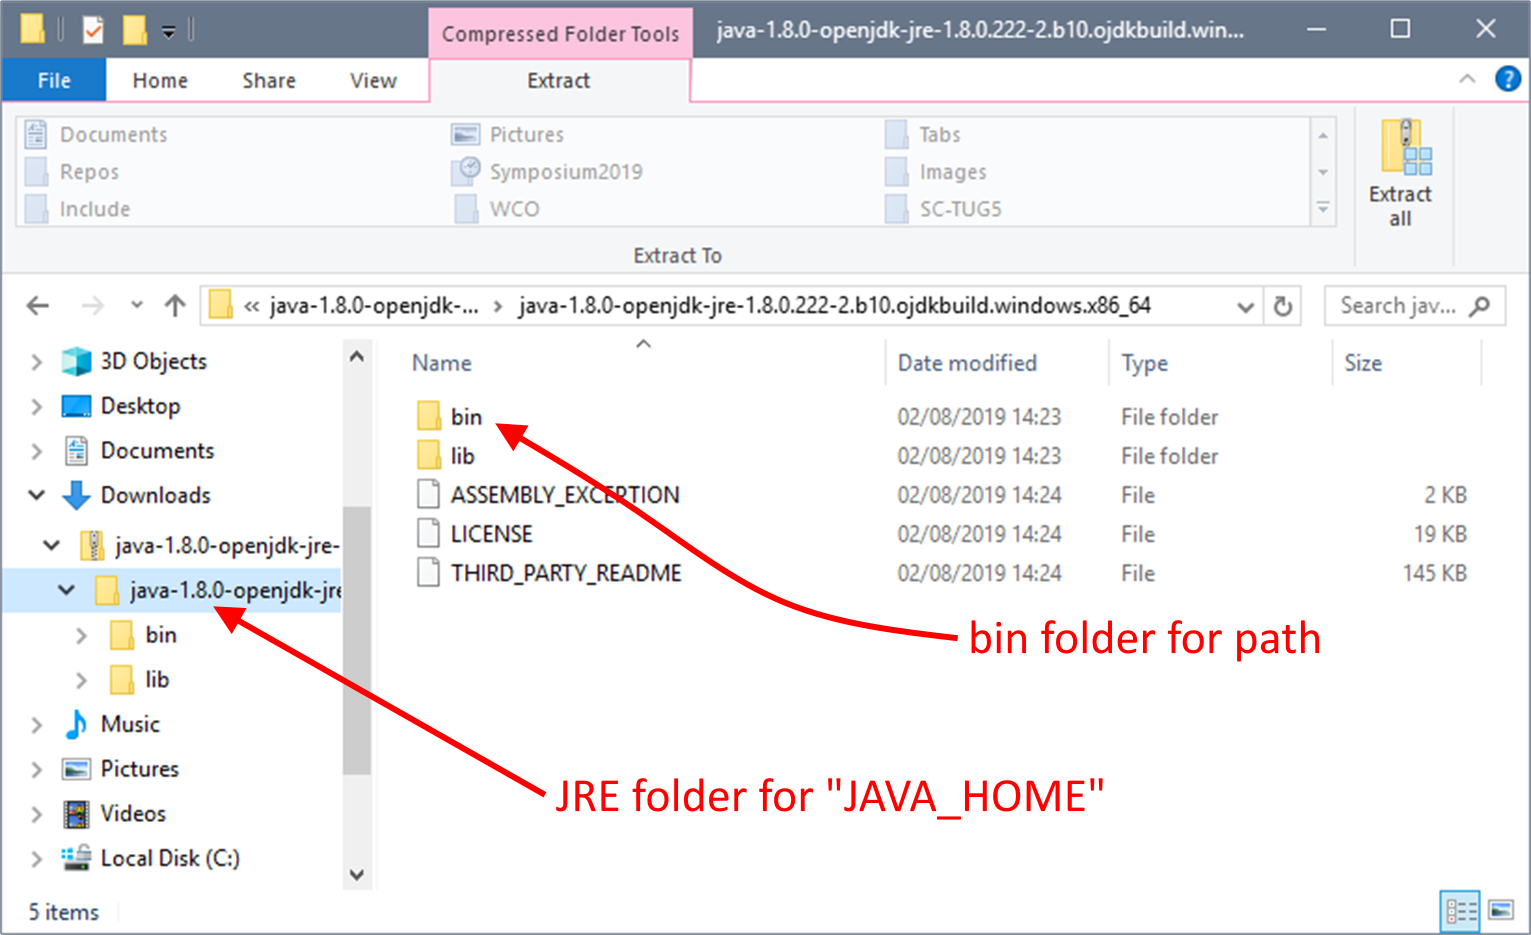 Compressed Folder Tools
java-1.8.0-openjdk-jre-1.8.0.222-2.b10.ojdkbuild.win...
File
Home
Share
View
Extract
?
Documents
Pictures
Tabs
Repos
Symposium2019
Images
Include
WCO
SC-TUG5
Extract To
Extract
all
« java-1.8.0-openjdk-... › java-1.8.0-openjdk-jre-1.8.0.222-2.b10.ojdkbuild.windows.x86_64
Search jav...
3D Objects
Desktop
Documents
Downloads
java-1.8.0-openjdk-jre-
java-1.8.0-openjdk-jre
bin
lib
Music
Pictures
Videos
Local Disk (C:)
Name Date modified Type Size
bin 02/08/2019 14:23 File folder
lib 02/08/2019 14:23 File folder
ASSEMBLY_EXCEPTION 02/08/2019 14:24 File 2 KB
LICENSE 02/08/2019 14:24 File 19 KB
THIRD_PARTY_README 02/08/2019 14:24 File 145 KB
bin folder for path
JRE folder for "JAVA_HOME"
5 items